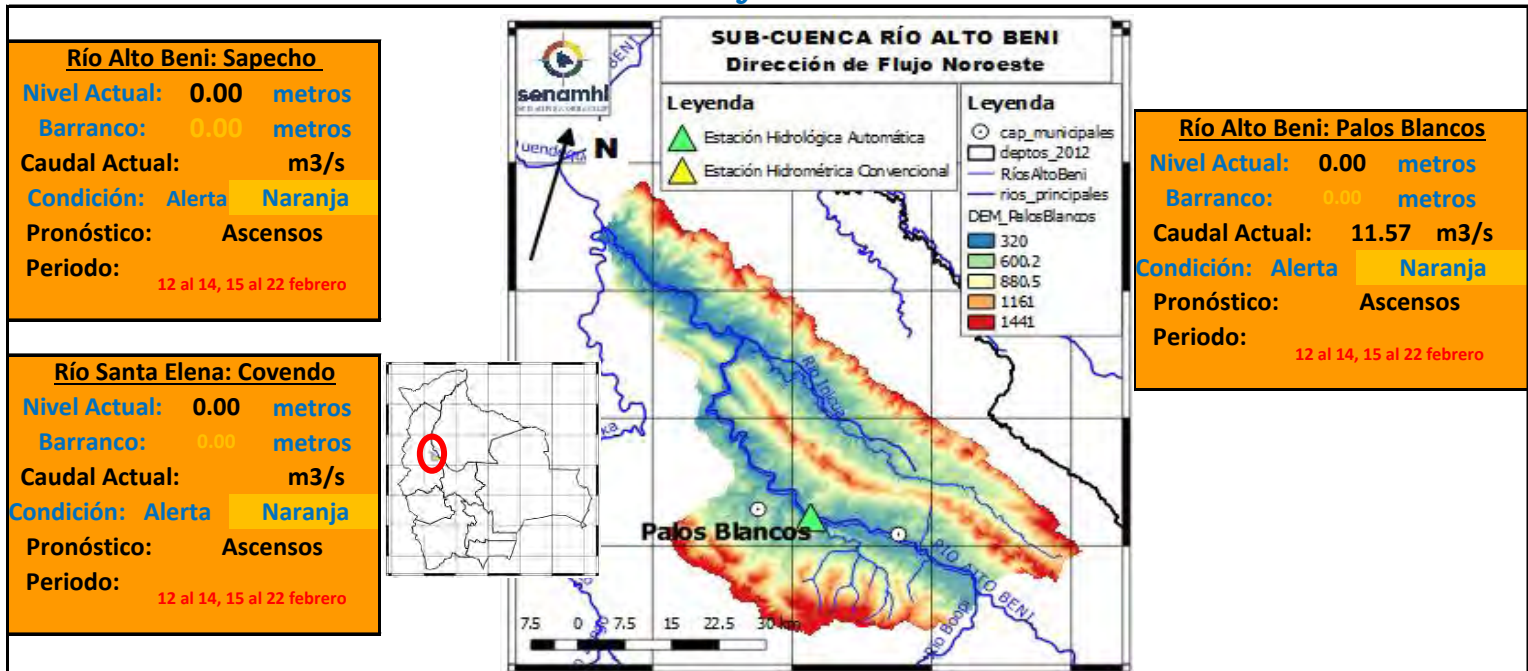 Río Alto Beni: Sapecho
Nivel Actual: 0.00 metros
Barranco: 0.00 metros
Caudal Actual: m3/s
Condición: Alerta Naranja
Pronóstico: Ascensos
Periodo:
12 al 14, 15 al 22 febrero
Río Santa Elena: Covendo
Nivel Actual: 0.00 metros
Barranco: 0.00 metros
Caudal Actual: m3/s
Condición: Alerta Naranja
Pronóstico: Ascensos
Periodo:
12 al 14, 15 al 22 febrero
senamhi
SUB-CUENCA RÍO ALTO BENI
Dirección de Flujo Noroeste
Leyenda
Estación Hidrológica Automática
Estación Hidrométrica Convencional
Leyenda
cap_municipales
deptos_2012
RíosAltoBeni
rios_principales
DEM_PalosBlancos
320
600.2
880.5
1161
1441
N
BENI
Río Inicua
Palos Blancos
RIO ALTO BENI
Río Boopi
7.5 0 7.5 15 22.5 30 km
Río Alto Beni: Palos Blancos
Nivel Actual: 0.00 metros
Barranco: 0.00 metros
Caudal Actual: 11.57 m3/s
Condición: Alerta Naranja
Pronóstico: Ascensos
Periodo:
12 al 14, 15 al 22 febrero